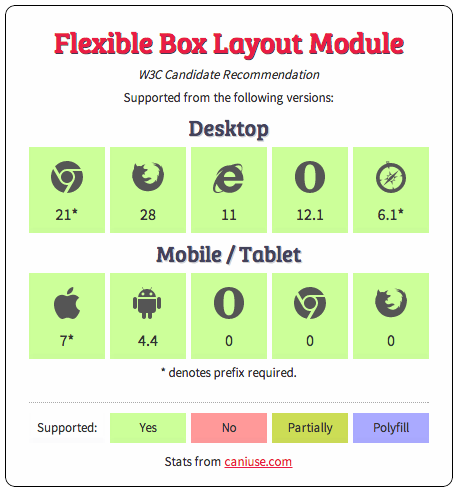 Flexible Box Layout Module
W3C Candidate Recommendation
Supported from the following versions:
Desktop
21* 28 11 12.1 6.1*
Mobile / Tablet
7* 4.4 0 0 0
* denotes prefix required.
Supported: Yes No Partially Polyfill
Stats from caniuse.com